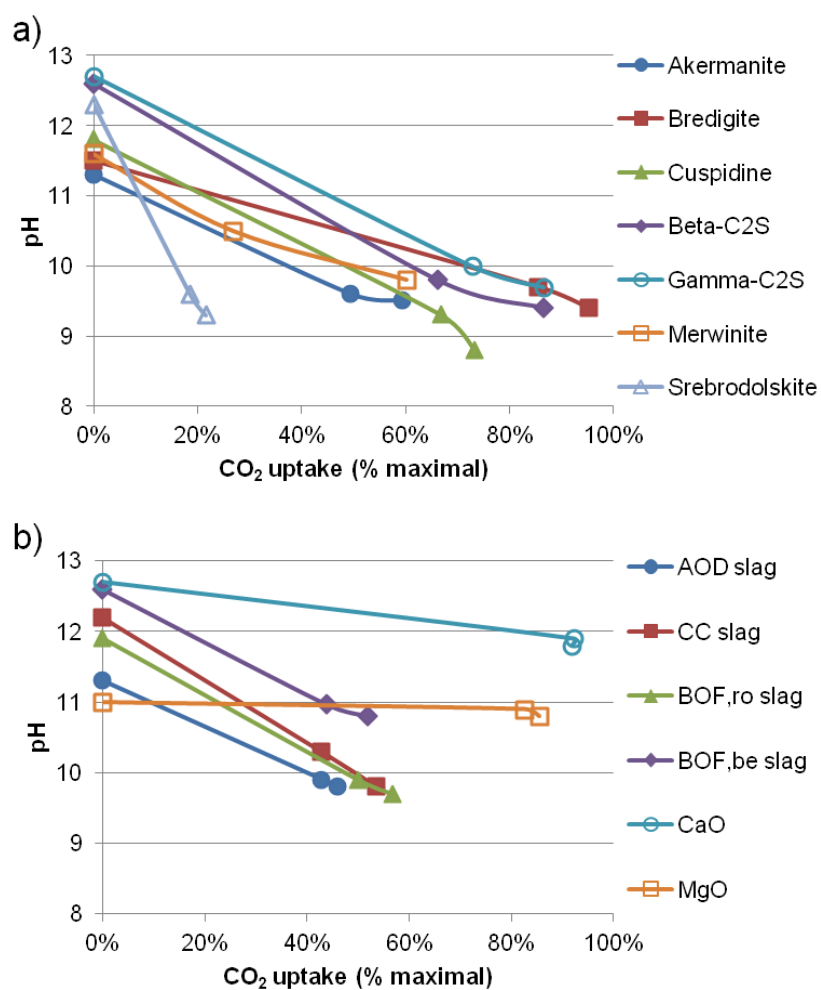 a)
13
12
11
10
9
8
pH
0%
20%
40%
60%
80%
100%
CO₂ uptake (% maximal)
Akermanite
Bredigite
Cuspidine
Beta-C2S
Gamma-C2S
Merwinite
Srebrodolskite
b)
13
12
11
10
9
8
pH
0%
20%
40%
60%
80%
100%
CO₂ uptake (% maximal)
AOD slag
CC slag
BOF,ro slag
BOF,be slag
CaO
MgO